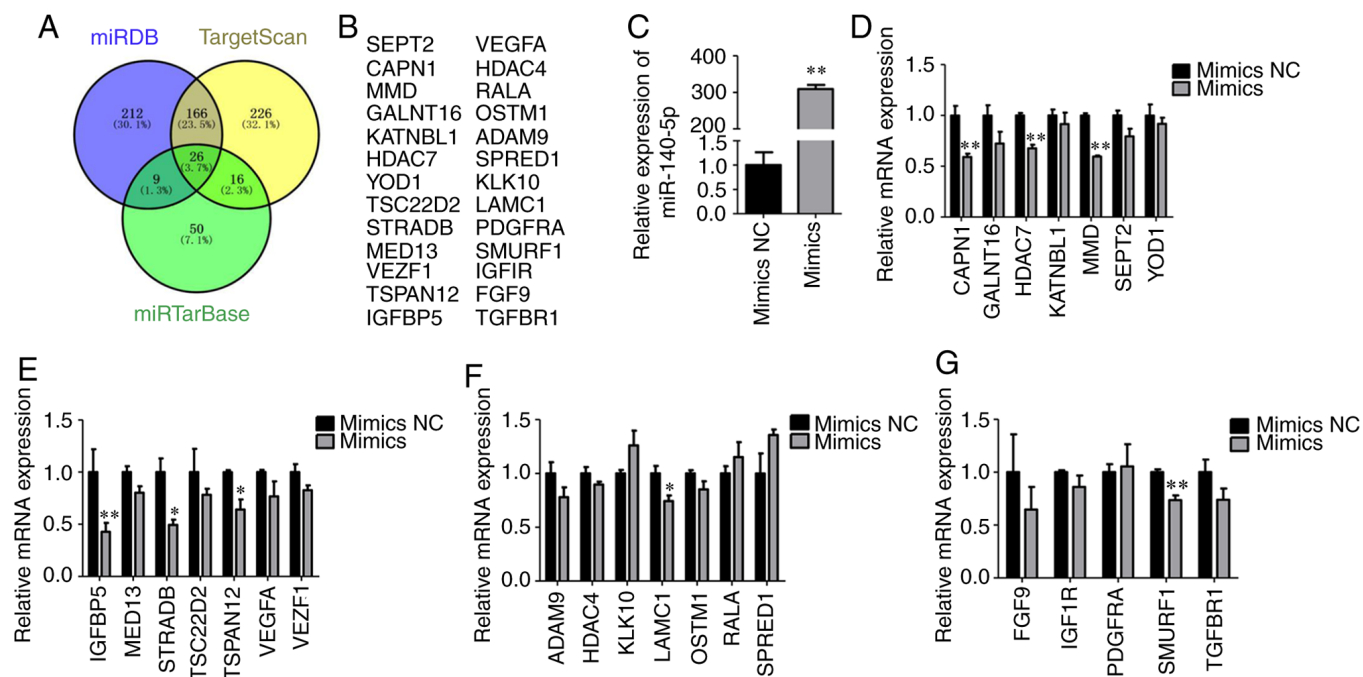 A
miRDB
TargetScan
212
(30.1%)
166
(23.5%)
226
(32.1%)
26
(3.7%)
9
(1.3%)
16
(2.3%)
50
(7.1%)
miRTarBase
B
SEPT2 VEGFA
CAPN1 HDAC4
MMD RALA
GALNT16 OSTM1
KATNBL1 ADAM9
HDAC7 SPRED1
YOD1 KLK10
TSC22D2 LAMC1
STRADB PDGFRA
MED13 SMURF1
VEZF1 IGFIR
TSPAN12 FGF9
IGFBP5 TGFBR1
C
Relative expression of
miR-140-5p
400
300
200
1.5
1.0
0.5
0.0
**
Mimics NC
Mimics
D
Relative mRNA expression
1.5
1.0
0.5
0.0
** ** **
Mimics NC
Mimics
CAPN1
GALNT16
HDAC7
KATNBL1
MMD
SEPT2
YOD1
E
Relative mRNA expression
1.5
1.0
0.5
0.0
** * *
Mimics NC
Mimics
IGFBP5
MED13
STRADB
TSC22D2
TSPAN12
VEGFA
VEZF1
F
Relative mRNA expression
1.5
1.0
0.5
0.0
*
Mimics NC
Mimics
ADAM9
HDAC4
KLK10
LAMC1
OSTM1
RALA
SPRED1
G
Relative mRNA expression
1.5
1.0
0.5
0.0
**
Mimics NC
Mimics
FGF9
IGF1R
PDGFRA
SMURF1
TGFBR1